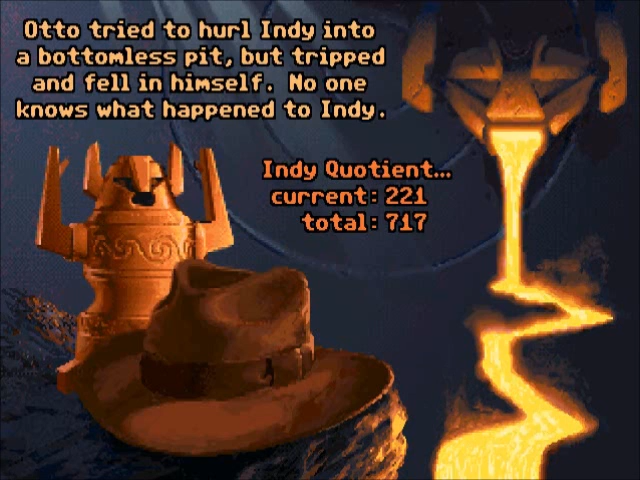 Otto tried to hurl Indy into
a bottomless pit, but tripped
and fell in himself. No one
knows what happened to Indy.
Indy Quotient...
current: 221
total: 717